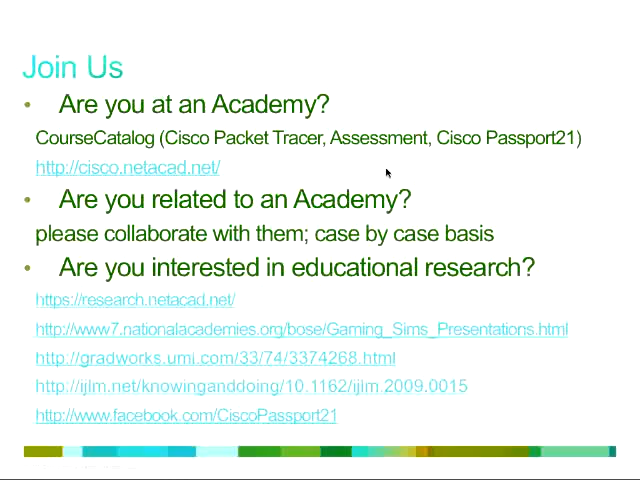 Join Us
• Are you at an Academy?
CourseCatalog (Cisco Packet Tracer, Assessment, Cisco Passport21)
http://cisco.netacad.net/
• Are you related to an Academy?
please collaborate with them; case by case basis
• Are you interested in educational research?
https://research.netacad.net/
http://www7.nationalacademies.org/bose/Gaming_Sims_Presentations.html
http://gradworks.umi.com/33/74/3374268.html
http://ijlm.net/knowinganddoing/10.1162/ijlm.2009.0015
http://www.facebook.com/CiscoPassport21